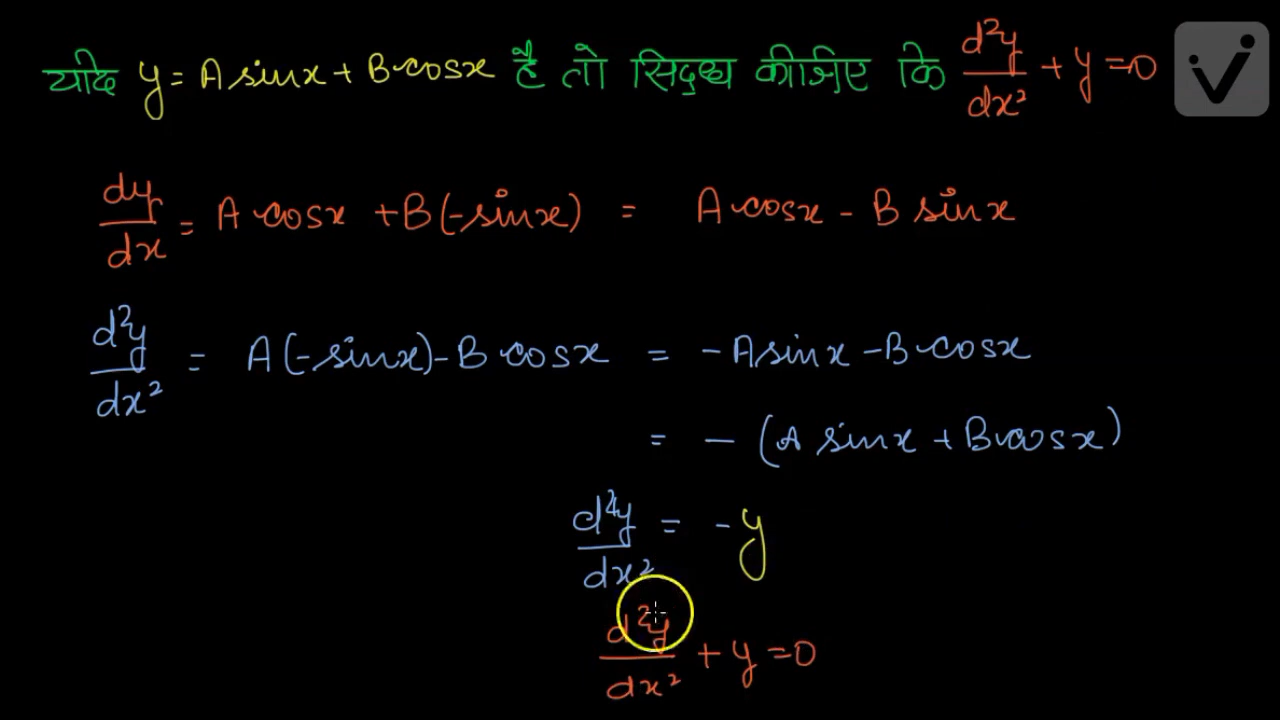 यदि y = A sinx + B cosx है तो सिद्ध कीजिए कि d²y/dx² + y = 0
dy/dx = A cosx + B(-sinx) = A cosx - B sinx
d²y/dx² = A(-sinx) - B cosx = -A sinx - B cosx
= - (A sinx + B cosx)
d²y/dx² = -y
d²y/dx² + y = 0